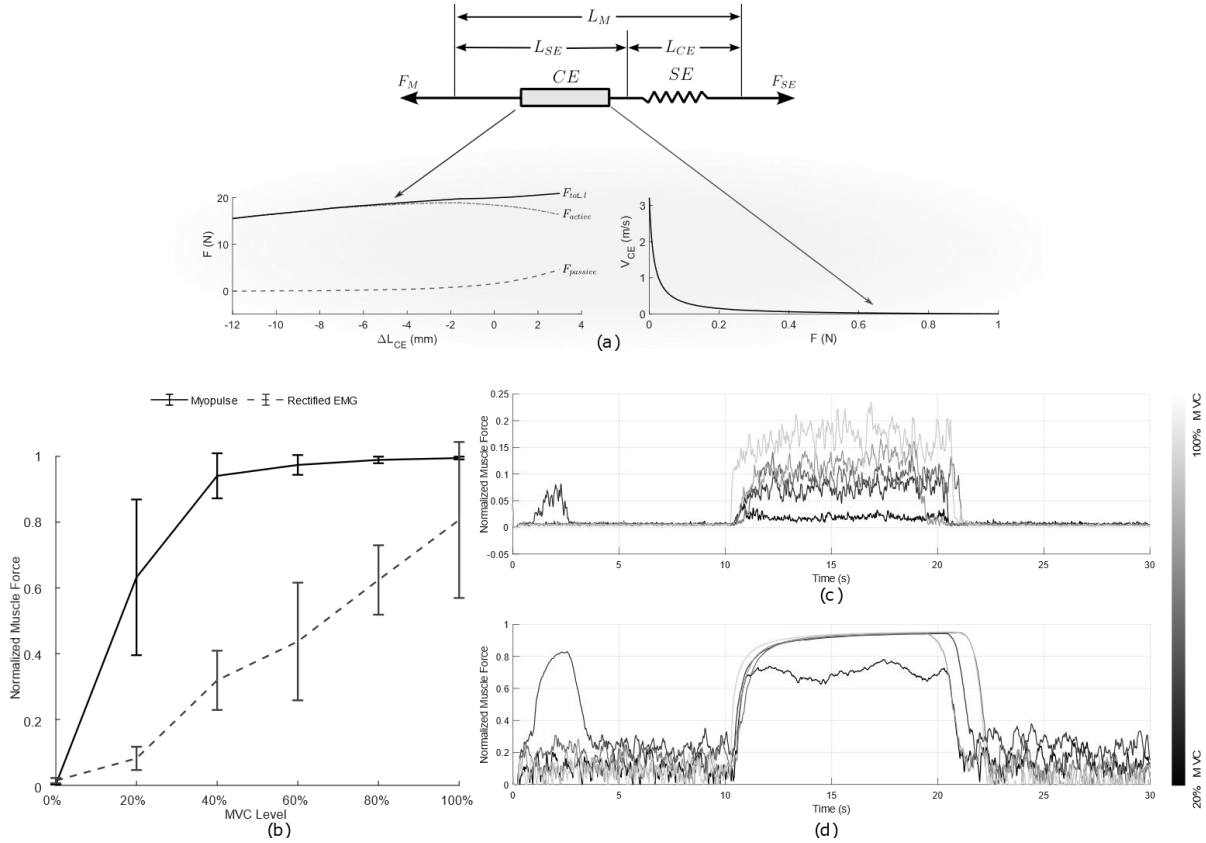 L_M
L_SE L_CE
F_M CE SE F_SE
20
10
0
F (N)
F_tot_l
F_active
F_passive
-12 -10 -8 -6 -4 -2 0 2 4
ΔL_CE (mm)
3
2
1
0
V_CE (m/s)
0 0.2 0.4 0.6 0.8 1
F (N)
(a)
Myopulse Rectified EMG
1
0.8
0.6
0.4
0.2
0
Normalized Muscle Force
0% 20% 40% 60% 80% 100%
MVC Level
(b)
0.25
0.2
0.15
0.1
0.05
0
-0.05
Normalized Muscle Force
0 5 10 15 20 25 30
Time (s)
(c)
1
0.8
0.6
0.4
0.2
0
Normalized Muscle Force
0 5 10 15 20 25 30
Time (s)
(d)
100% MVC
20% MVC